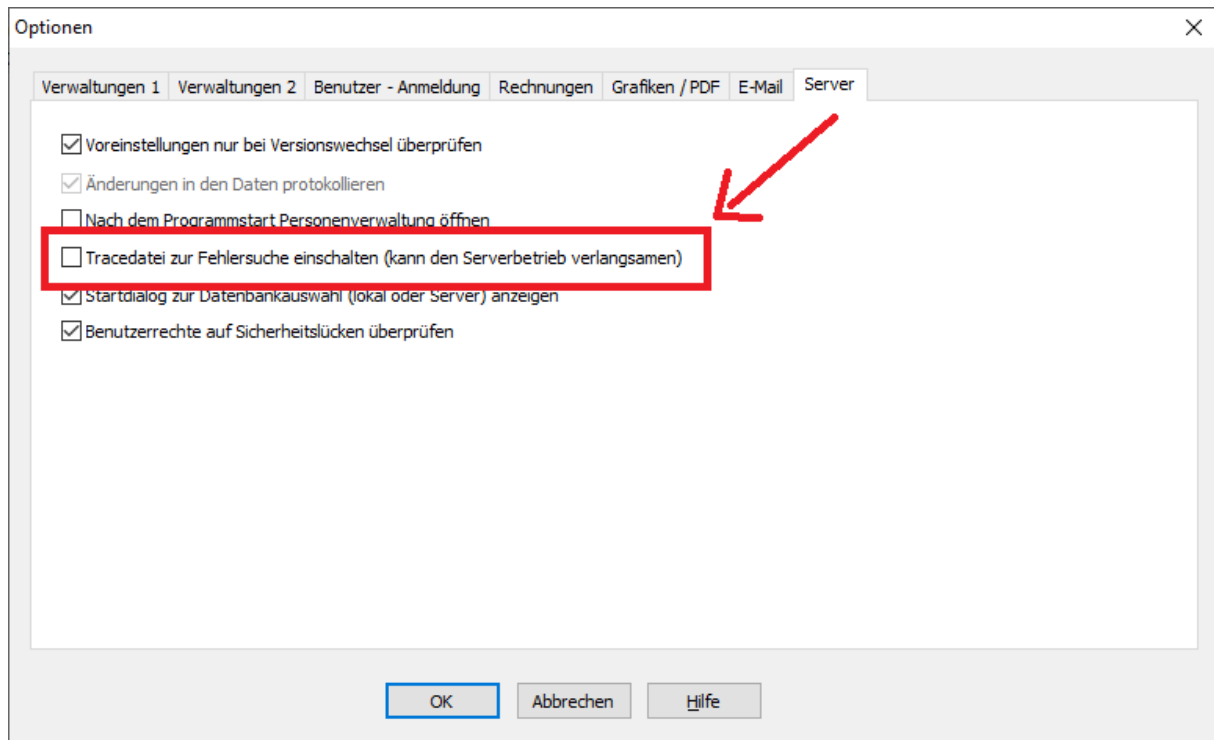 Optionen
Verwaltungen 1 Verwaltungen 2 Benutzer - Anmeldung Rechnungen Grafiken / PDF E-Mail Server
Voreinstellungen nur bei Versionswechsel überprüfen
Änderungen in den Daten protokollieren
Nach dem Programmstart Personenverwaltung öffnen
Tracedatei zur Fehlersuche einschalten (kann den Serverbetrieb verlangsamen)
Startdialog zur Datenbankauswahl (lokal oder Server) anzeigen
Benutzerrechte auf Sicherheitslücken überprüfen
OK Abbrechen Hilfe